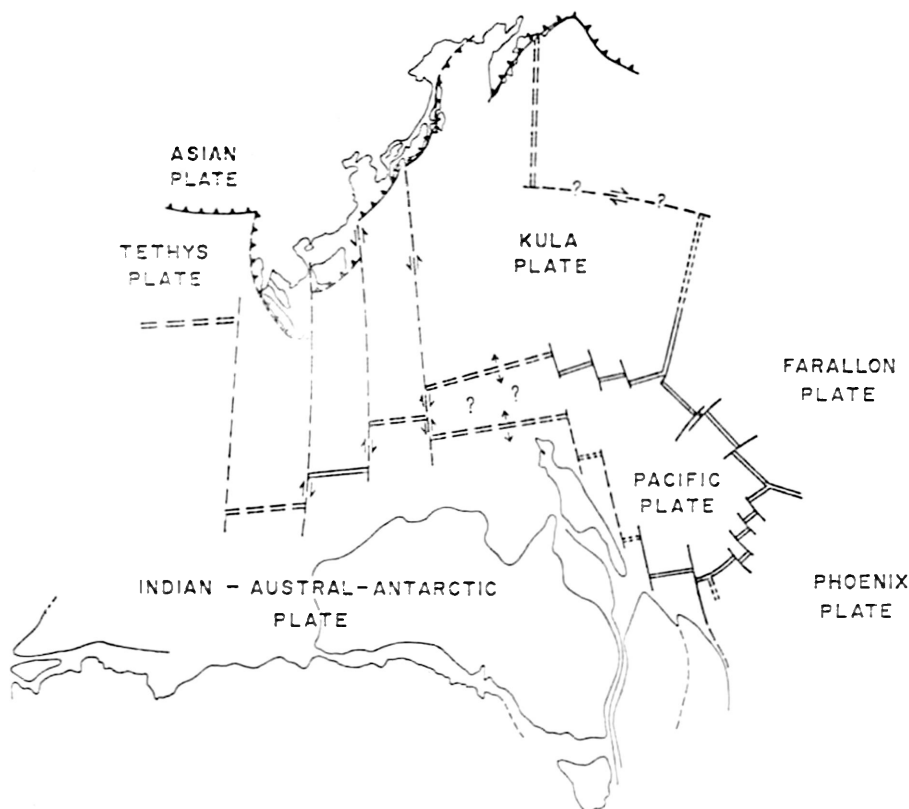 ASIAN
PLATE
TETHYS
PLATE
KULA
PLATE
? ?
FARALLON
PLATE
?
?
PACIFIC
PLATE
INDIAN - AUSTRAL-ANTARCTIC
PLATE
PHOENIX
PLATE